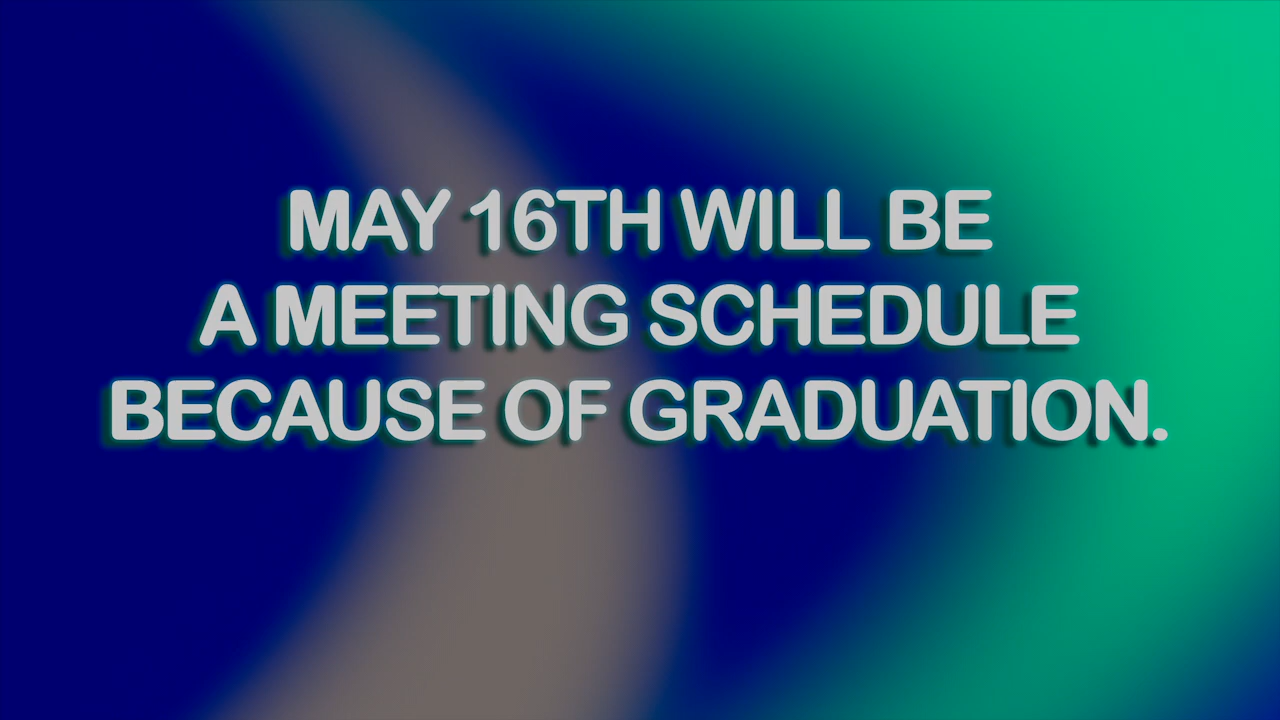 MAY 16TH WILL BE
A MEETING SCHEDULE
BECAUSE OF GRADUATION.